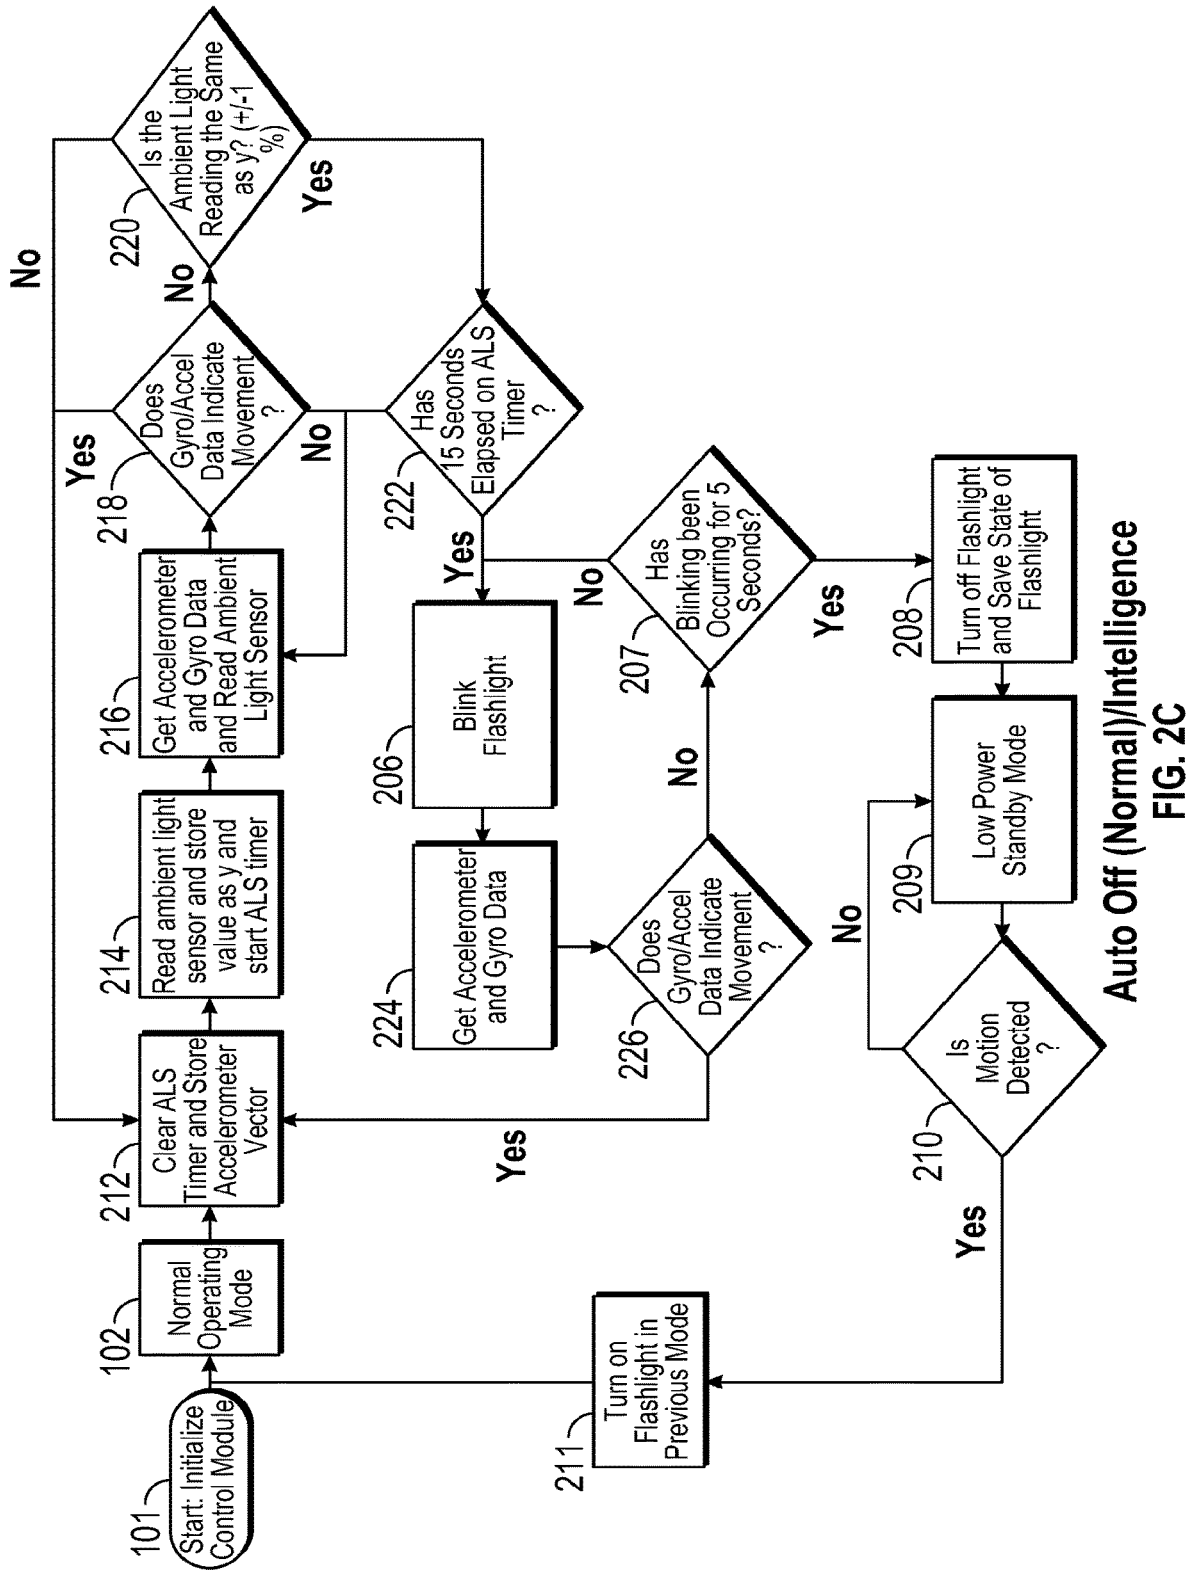 101
Start: Initialize
Control Module
102
Normal
Operating
Mode
212
Clear ALS
Timer and Store
Accelerometer
Vector
214
Read ambient light
sensor and store
value as y and
start ALS timer
216
Get Accelerometer
and Gyro Data
and Read Ambient
Light Sensor
218
Does
Gyro/Accel
Data Indicate
Movement
?
Yes
No
No
220
Is the
Ambient Light
Reading the Same
as y? (+/-1
%)
No
Yes
222
Has
15 Seconds
Elapsed on ALS
Timer
?
Yes
206
Blink
Flashlight
224
Get Accelerometer
and Gyro Data
226
Does
Gyro/Accel
Data Indicate
Movement
?
Yes
No
207
Has
Blinking been
Occurring for 5
Seconds?
No
Yes
208
Turn off Flashlight
and Save State of
Flashlight
209
Low Power
Standby Mode
No
210
Is
Motion
Detected
?
Yes
211
Turn on
Flashlight in
Previous Mode
Auto Off (Normal)/Intelligence
FIG. 2C